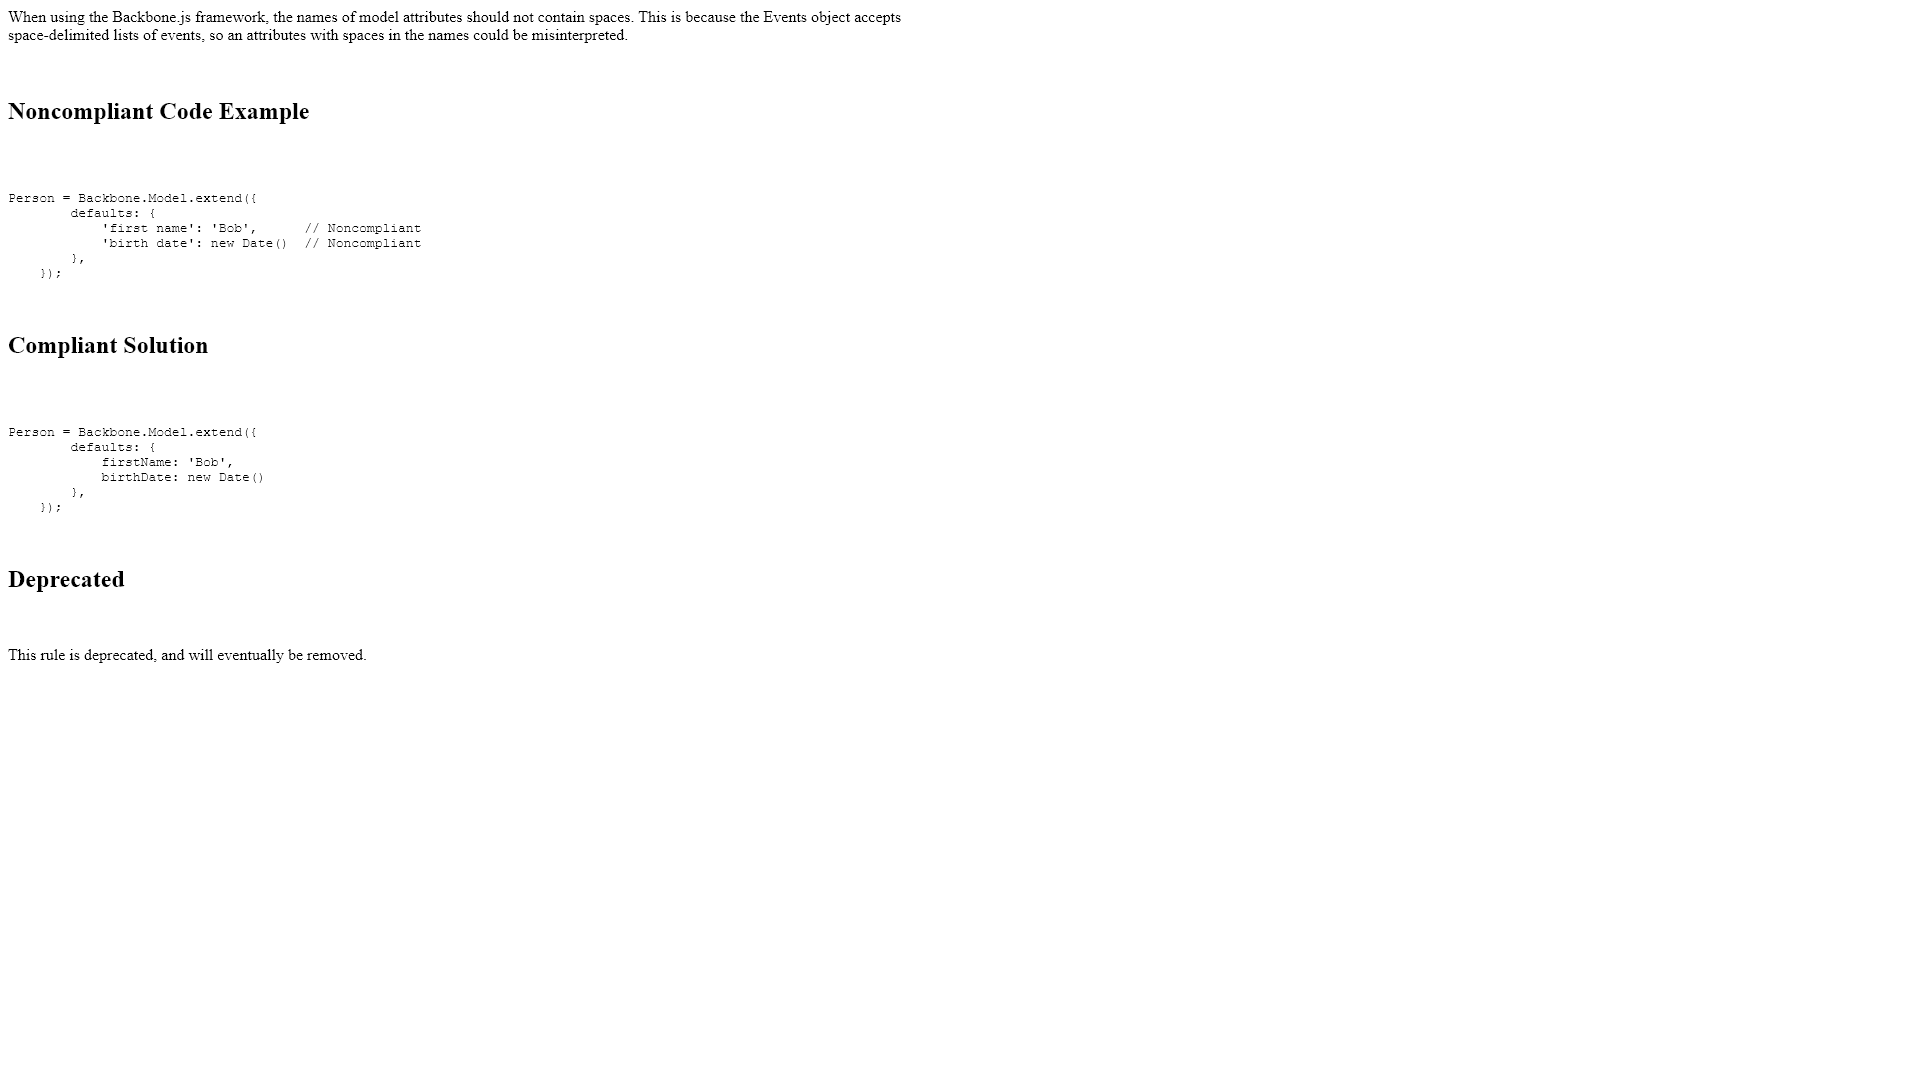 When using the Backbone.js framework, the names of model attributes should not contain spaces. This is because the Events object accepts
space-delimited lists of events, so an attributes with spaces in the names could be misinterpreted.
Noncompliant Code Example
Person = Backbone.Model.extend({
        defaults: {
            'first name': 'Bob',      // Noncompliant
            'birth date': new Date()  // Noncompliant
        },
    });
Compliant Solution
Person = Backbone.Model.extend({
        defaults: {
            firstName: 'Bob',
            birthDate: new Date()
        },
    });
Deprecated
This rule is deprecated, and will eventually be removed.